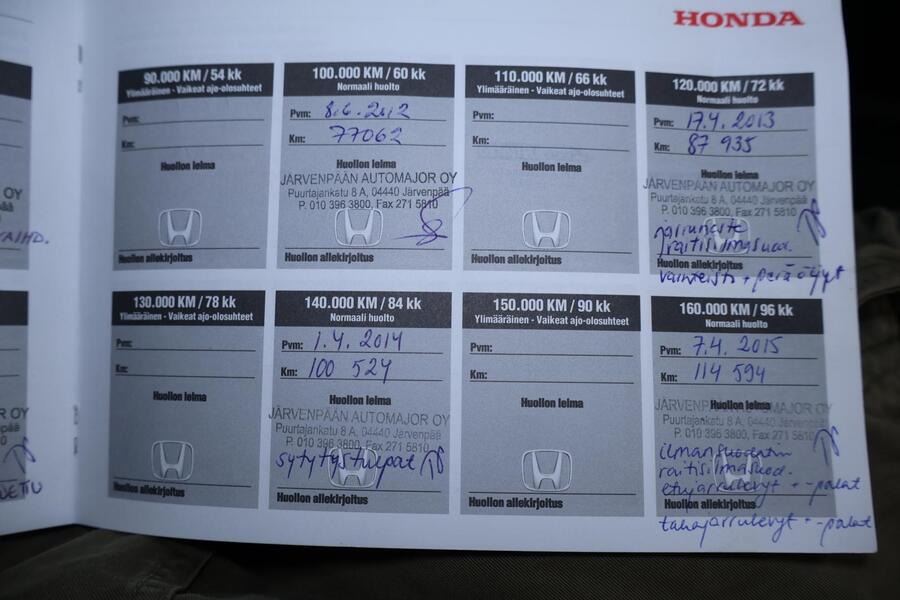 HONDA
90.000 KM / 54 kk
Ylimääräinen - Vaikeat ajo-olosuhteet
Pvm:
Km:
Huollon leima
Huollon allekirjoitus
100.000 KM / 60 kk
Normaali huolto
Pvm: 8.6.2012
Km: 77062
Huollon leima
JÄRVENPÄÄN AUTOMAJOR OY
Puurtajankatu 8 A, 04440 Järvenpää
P. 010 396 3800, Fax 271 5810
Huollon allekirjoitus
110.000 KM / 66 kk
Ylimääräinen - Vaikeat ajo-olosuhteet
Pvm:
Km:
Huollon leima
Huollon allekirjoitus
120.000 KM / 72 kk
Normaali huolto
Pvm: 17.4.2013
Km: 87 935
Huollon leima
JÄRVENPÄÄN AUTOMAJOR OY
Puurtajankatu 8 A, 04440 Järvenpää
P. 010 396 3800, Fax 271 5810
jarruneste
raitisilmasuod.
Huollon allekirjoitus
vaihteisto + perä öljyt
130.000 KM / 78 kk
Ylimääräinen - Vaikeat ajo-olosuhteet
Pvm:
Km:
Huollon leima
Huollon allekirjoitus
140.000 KM / 84 kk
Normaali huolto
Pvm: 1.4.2014
Km: 100 524
Huollon leima
JÄRVENPÄÄN AUTOMAJOR OY
Puurtajankatu 8 A, 04440 Järvenpää
P. 010 396 3800, Fax 271 5810
sytytystulpat
Huollon allekirjoitus
150.000 KM / 90 kk
Ylimääräinen - Vaikeat ajo-olosuhteet
Pvm:
Km:
Huollon leima
Huollon allekirjoitus
160.000 KM / 96 kk
Normaali huolto
Pvm: 7.4.2015
Km: 114 594
Huollon leima
JÄRVENPÄÄN AUTOMAJOR OY
Puurtajankatu 8 A, 04440 Järvenpää
P. 010 396 3800, Fax 271 5810
ilmansuodatin
raitisilmasuod.
etujarrulevyt + -palat
Huollon allekirjoitus
takajarrulevyt + -palat